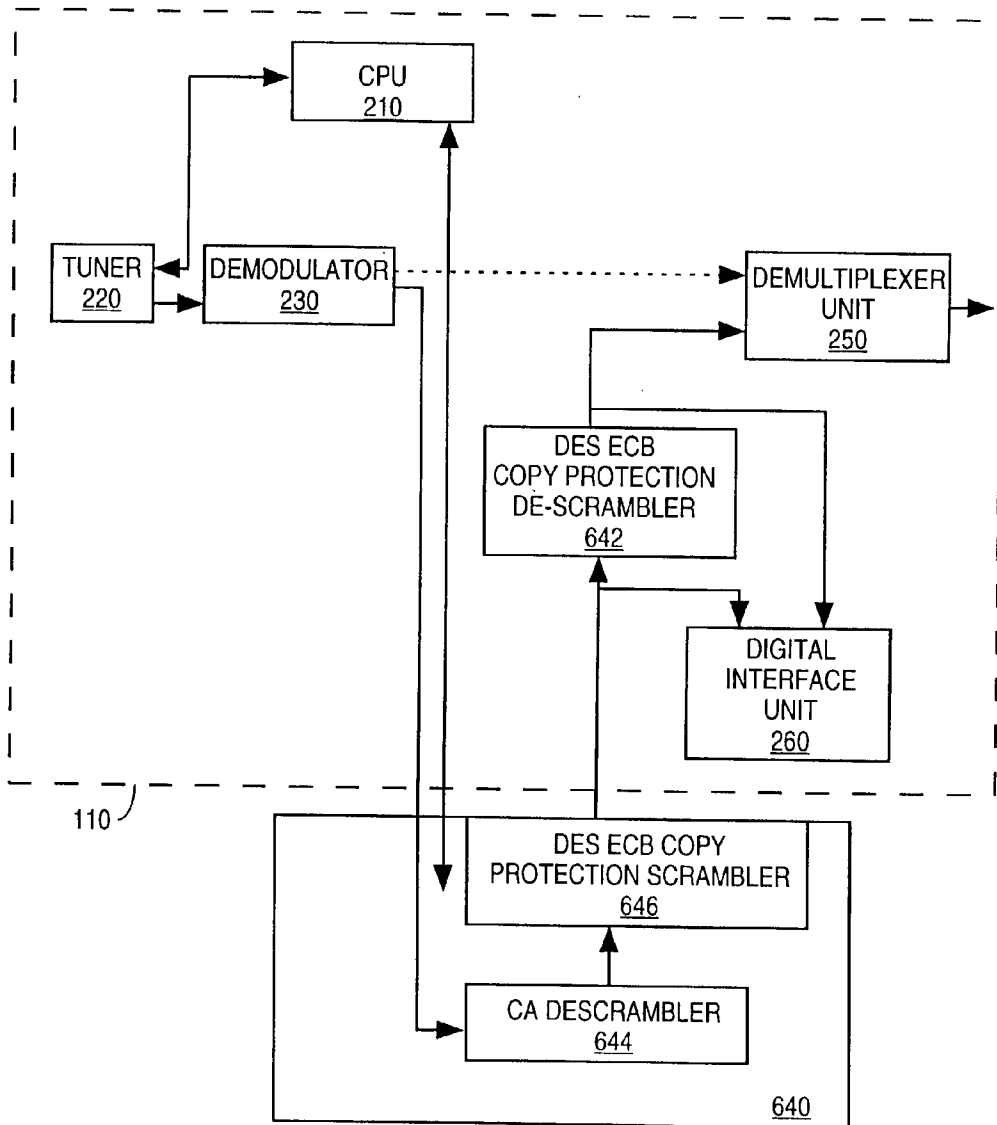 CPU
210
TUNER
220
DEMODULATOR
230
DEMULTIPLEXER
UNIT
250
DES ECB
COPY PROTECTION
DE-SCRAMBLER
642
DIGITAL
INTERFACE
UNIT
260
110
DES ECB COPY
PROTECTION SCRAMBLER
646
CA DESCRAMBLER
644
640